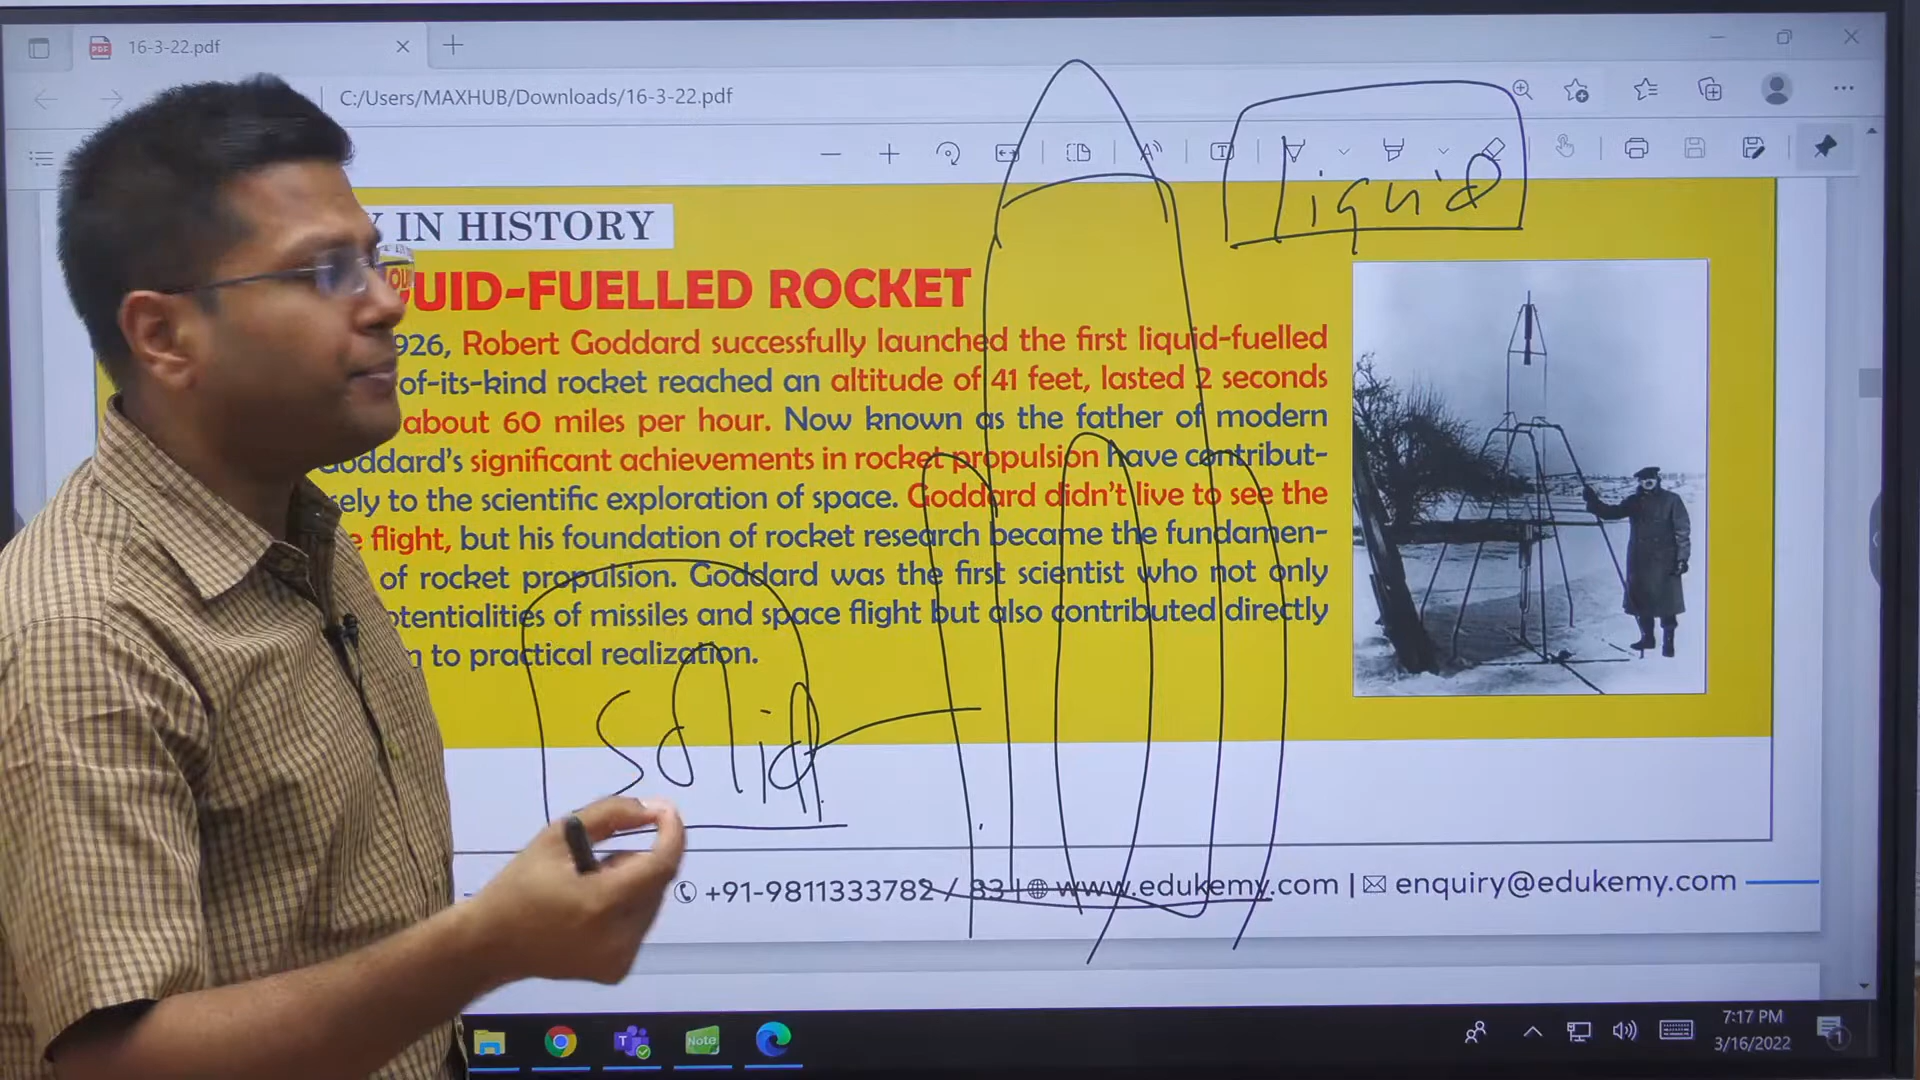 16-3-22.pdf
C:/Users/MAXHUB/Downloads/16-3-22.pdf
liquid
IN HISTORY
UID-FUELLED ROCKET
926, Robert Goddard successfully launched the first liquid-fuelled
of-its-kind rocket reached an altitude of 41 feet, lasted 2 seconds
about 60 miles per hour. Now known as the father of modern
oddard's significant achievements in rocket propulsion have contribut-
ely to the scientific exploration of space. Goddard didn't live to see the
e flight, but his foundation of rocket research became the fundamen-
of rocket propulsion. Goddard was the first scientist who not only
otentialities of missiles and space flight but also contributed directly
n to practical realization.
solid
+91-9811333782 / 83 | www.edukemy.com | enquiry@edukemy.com
Note
7:17 PM
3/16/2022
1